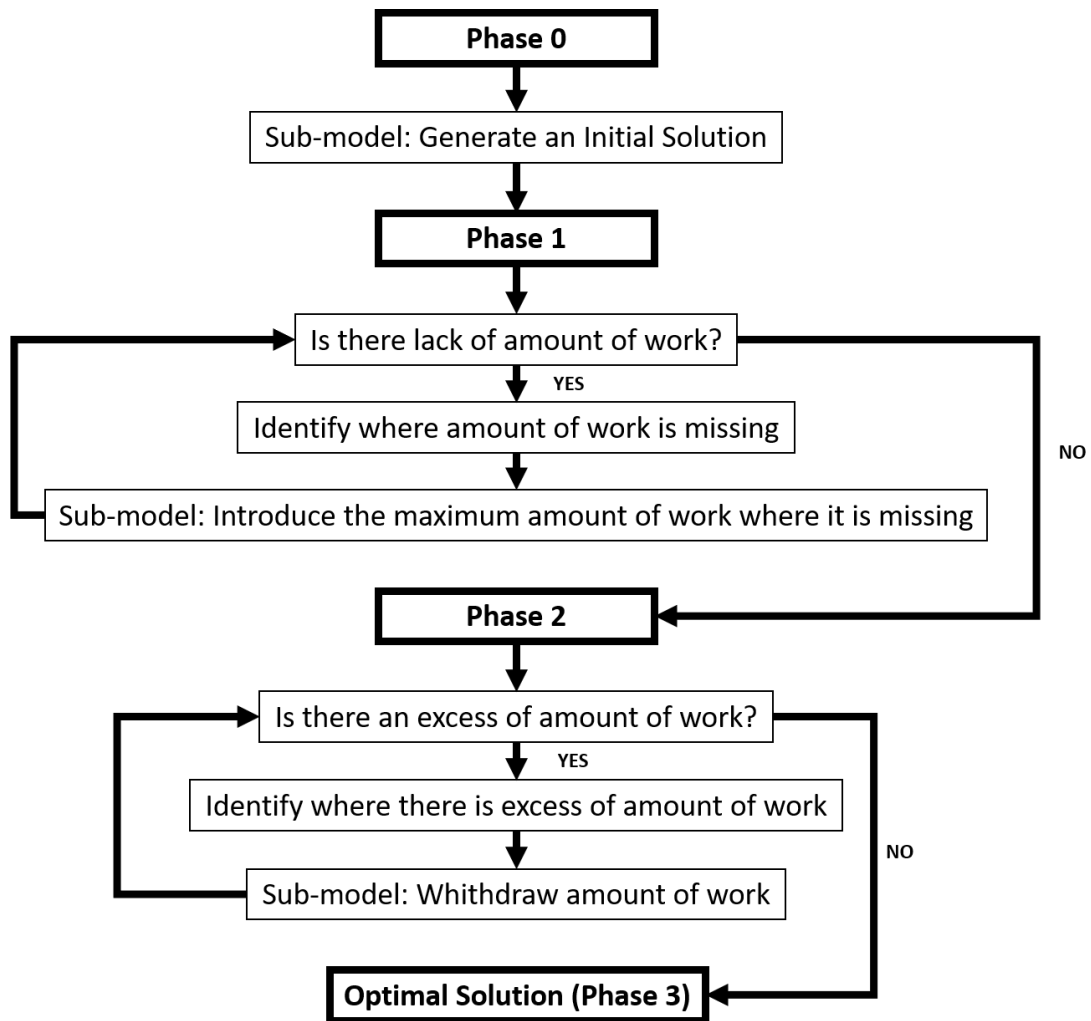 Phase 0
Sub-model: Generate an Initial Solution
Phase 1
Is there lack of amount of work?
YES
Identify where amount of work is missing
NO
Sub-model: Introduce the maximum amount of work where it is missing
Phase 2
Is there an excess of amount of work?
YES
Identify where there is excess of amount of work
NO
Sub-model: Whithdraw amount of work
Optimal Solution (Phase 3)